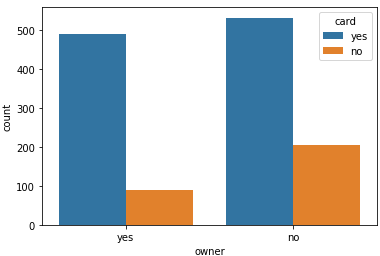 card
yes
no
500
400
300
200
100
0
count
yes
no
owner